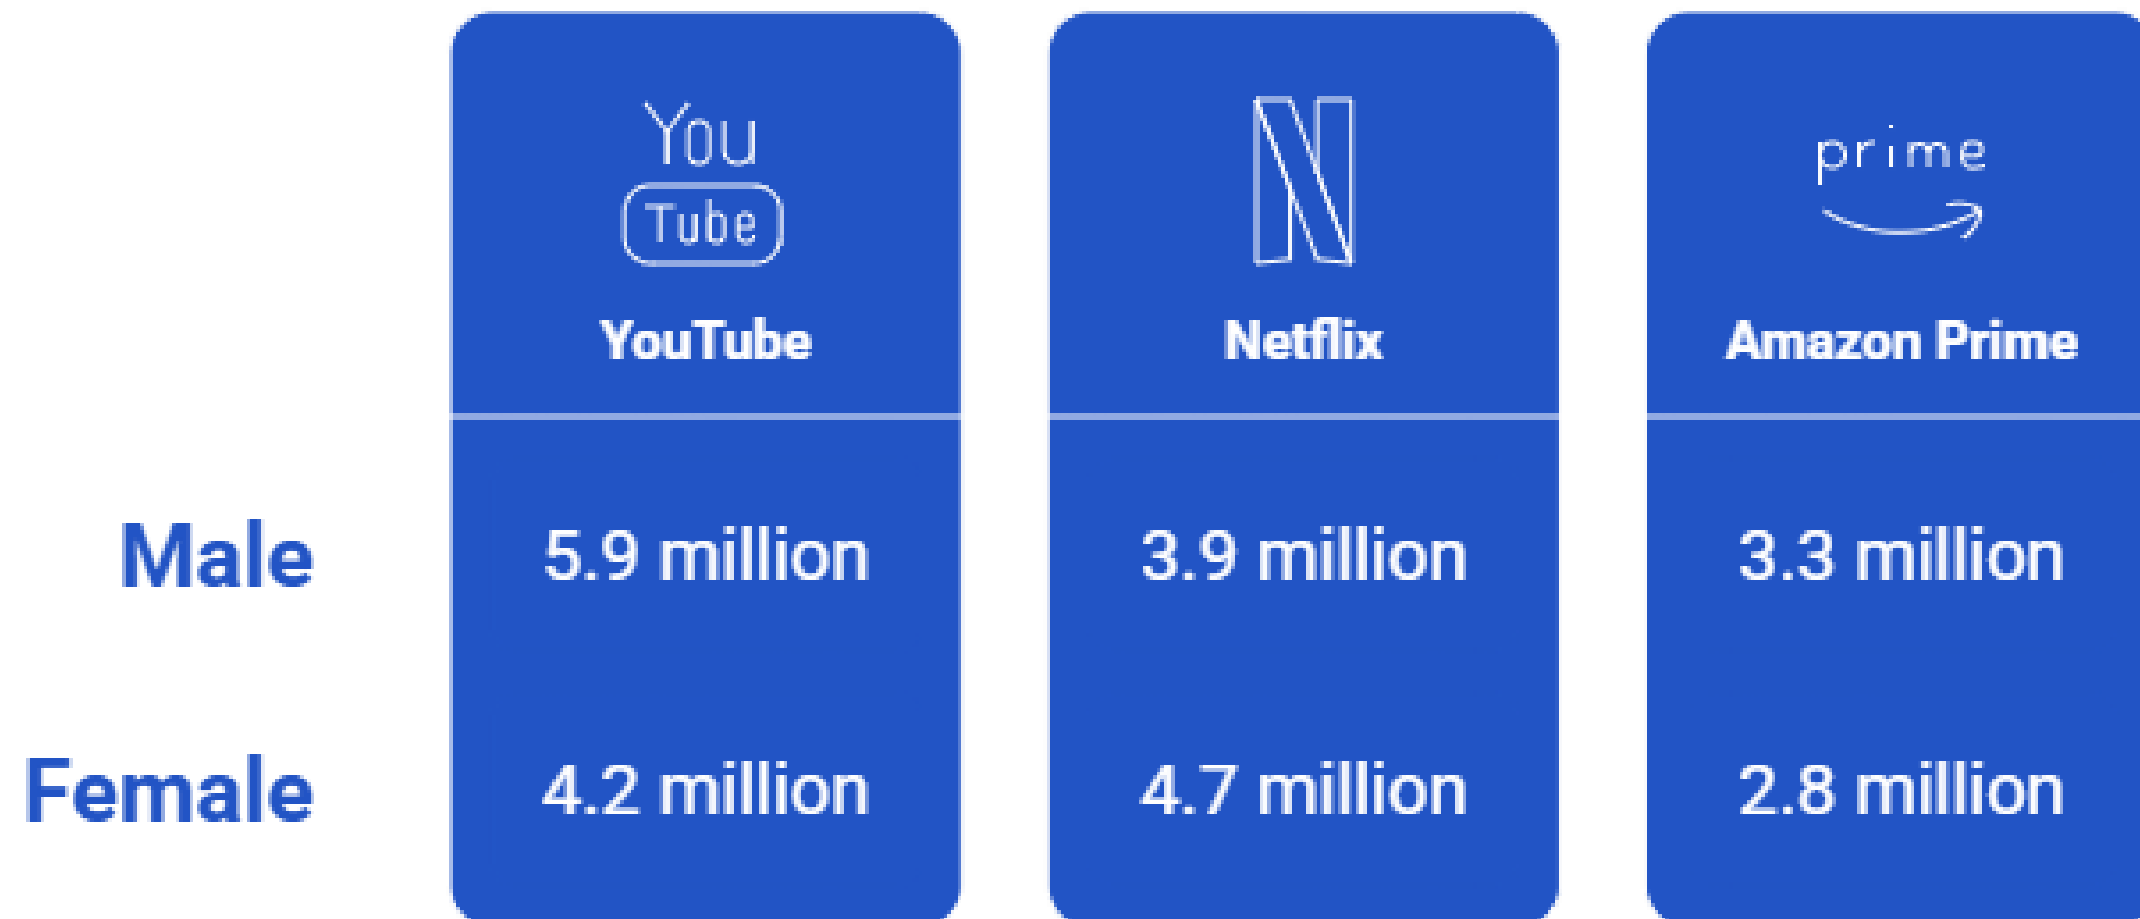 You
Tube
YouTube
N
Netflix
prime
Amazon Prime
Male 5.9 million 3.9 million 3.3 million
Female 4.2 million 4.7 million 2.8 million